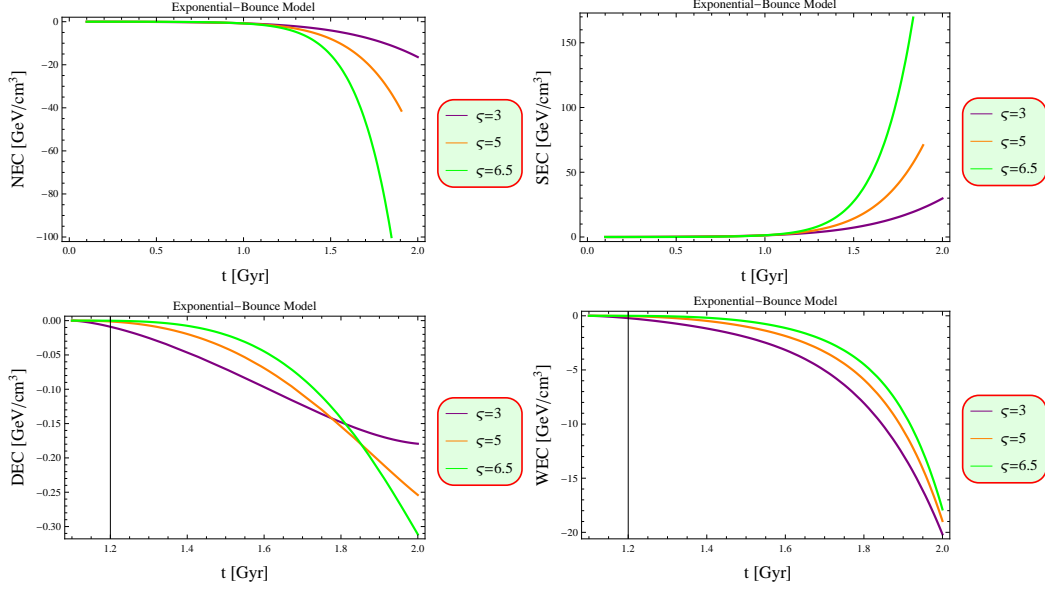 Exponential-Bounce Model
NEC [GeV/cm³]
0
-20
-40
-60
-80
-100
0.0 0.5 1.0 1.5 2.0
t [Gyr]
ς=3
ς=5
ς=6.5
Exponential-Bounce Model
SEC [GeV/cm³]
150
100
50
0
0.0 0.5 1.0 1.5 2.0
t [Gyr]
ς=3
ς=5
ς=6.5
Exponential-Bounce Model
DEC [GeV/cm³]
0.00
-0.05
-0.10
-0.15
-0.20
-0.25
-0.30
1.2 1.4 1.6 1.8 2.0
t [Gyr]
ς=3
ς=5
ς=6.5
Exponential-Bounce Model
WEC [GeV/cm³]
0
-5
-10
-15
-20
1.2 1.4 1.6 1.8 2.0
t [Gyr]
ς=3
ς=5
ς=6.5